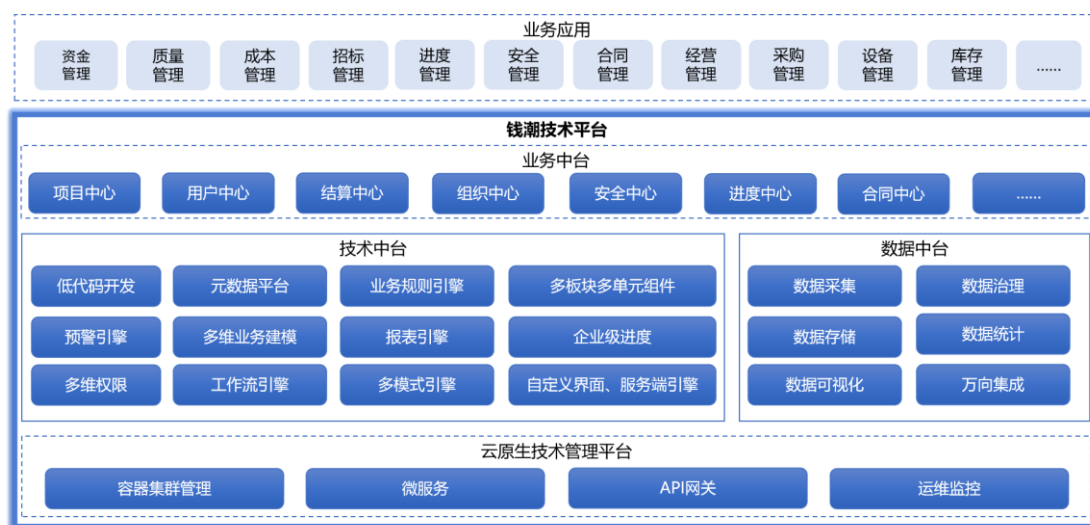 业务应用
资金
管理
质量
管理
成本
管理
招标
管理
进度
管理
安全
管理
合同
管理
经营
管理
采购
管理
设备
管理
库存
管理
......
钱潮技术平台
业务中台
项目中心
用户中心
结算中心
组织中心
安全中心
进度中心
合同中心
......
技术中台
低代码开发
元数据平台
业务规则引擎
多板块多单元组件
预警引擎
多维业务建模
报表引擎
企业级进度
多维权限
工作流引擎
多模式引擎
自定义界面、服务端引擎
数据中台
数据采集
数据治理
数据存储
数据统计
数据可视化
万向集成
云原生技术管理平台
容器集群管理
微服务
API网关
运维监控